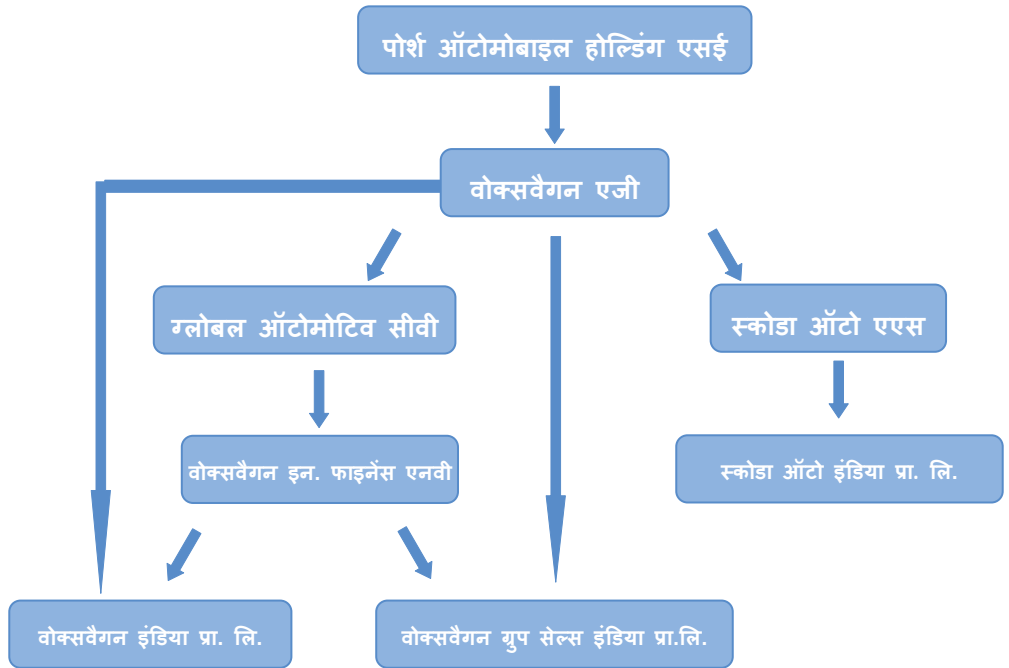 पोर्श ऑटोमोबाइल होल्डिंग एसई
वोक्सवैगन एजी
ग्लोबल ऑटोमोटिव सीवी
स्कोडा ऑटो एएस
वोक्सवैगन इन. फाइनेंस एनवी
स्कोडा ऑटो इंडिया प्रा. लि.
वोक्सवैगन इंडिया प्रा. लि.
वोक्सवैगन ग्रुप सेल्स इंडिया प्रा.लि.